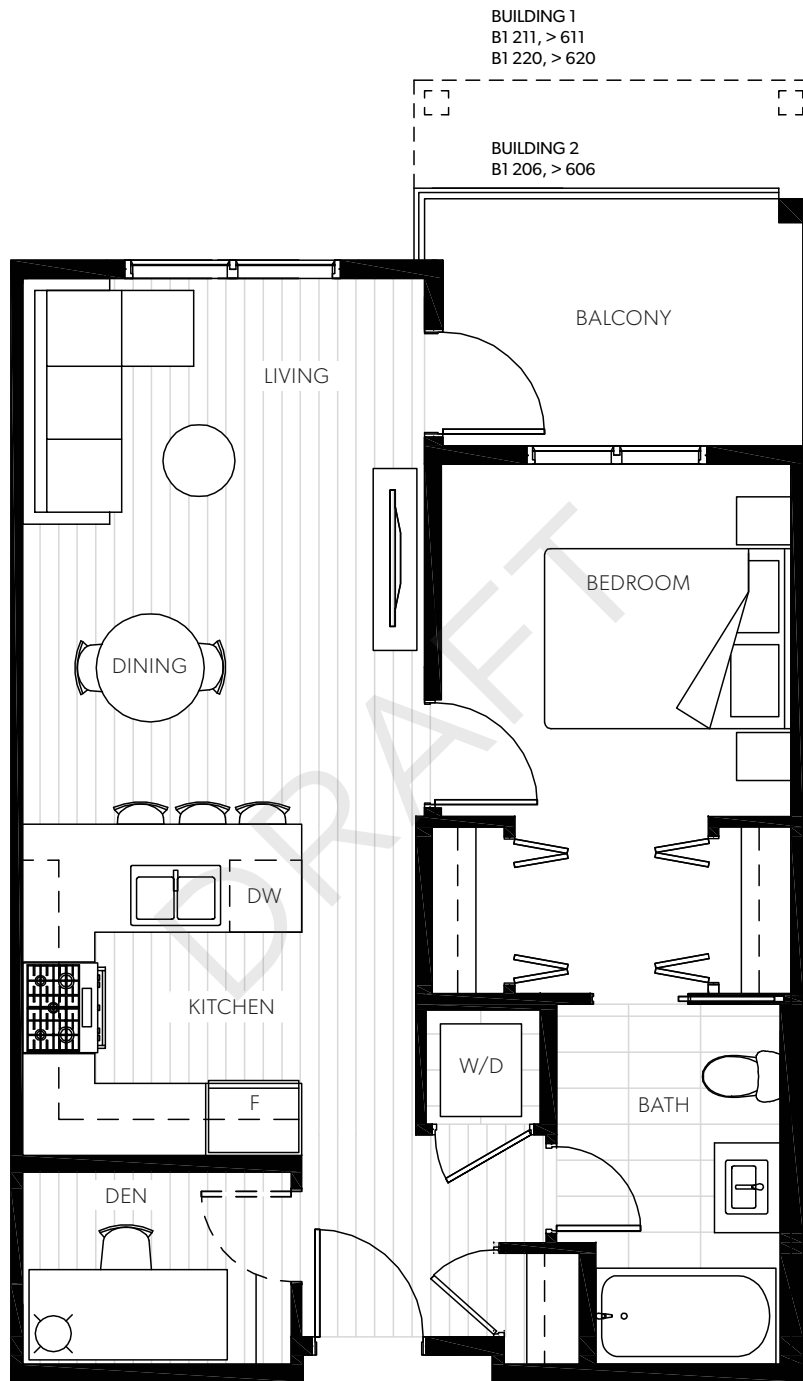 BUILDING 1
B1 211, > 611
B1 220, > 620
BUILDING 2
B1 206, > 606
BALCONY
LIVING
BEDROOM
DINING
DRAFT
DW
KITCHEN
W/D
F
BATH
DEN